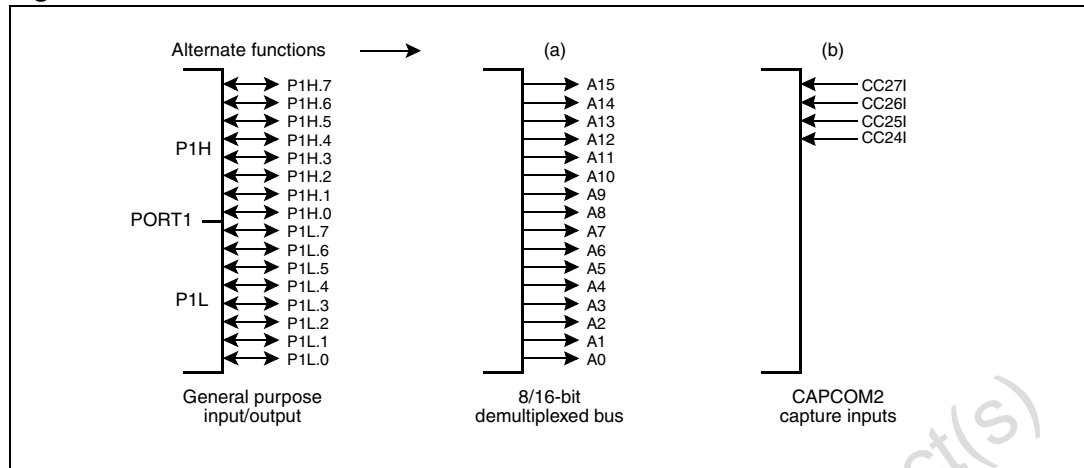 Alternate functions
(a)
(b)
P1H
PORT1
P1L
P1H.7
P1H.6
P1H.5
P1H.4
P1H.3
P1H.2
P1H.1
P1H.0
P1L.7
P1L.6
P1L.5
P1L.4
P1L.3
P1L.2
P1L.1
P1L.0
General purpose
input/output
A15
A14
A13
A12
A11
A10
A9
A8
A7
A6
A5
A4
A3
A2
A1
A0
8/16-bit
demultiplexed bus
CC27I
CC26I
CC25I
CC24I
CAPCOM2
capture inputs
ct(s)